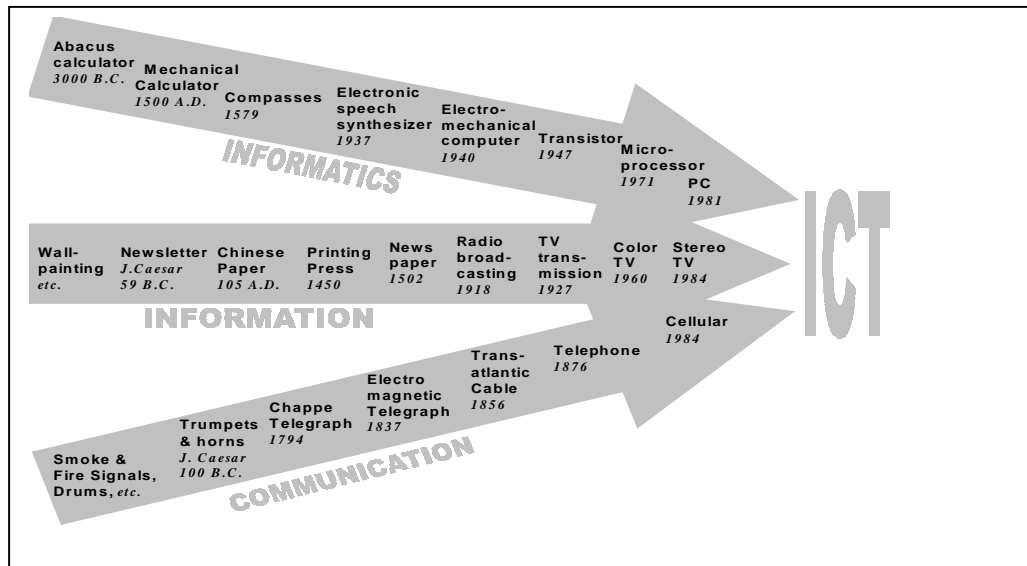 Abacus
calculator
3000 B.C.
Mechanical
Calculator
1500 A.D.
Compasses
1579
Electronic
speech
synthesizer
1937
Electro-
mechanical
computer
1940
Transistor
1947
Micro-
processor
1971
PC
1981
INFORMATICS
Wall-
painting
etc.
Newsletter
J.Caesar
59 B.C.
Chinese
Paper
105 A.D.
Printing
Press
1450
News
paper
1502
Radio
broad-
casting
1918
TV
trans-
mission
1927
Color
TV
1960
Stereo
TV
1984
INFORMATION
Smoke &
Fire Signals,
Drums, etc.
Trumpets
& horns
J. Caesar
100 B.C.
Chappe
Telegraph
1794
Electro
magnetic
Telegraph
1837
Trans-
atlantic
Cable
1856
Telephone
1876
Cellular
1984
COMMUNICATION
ICT